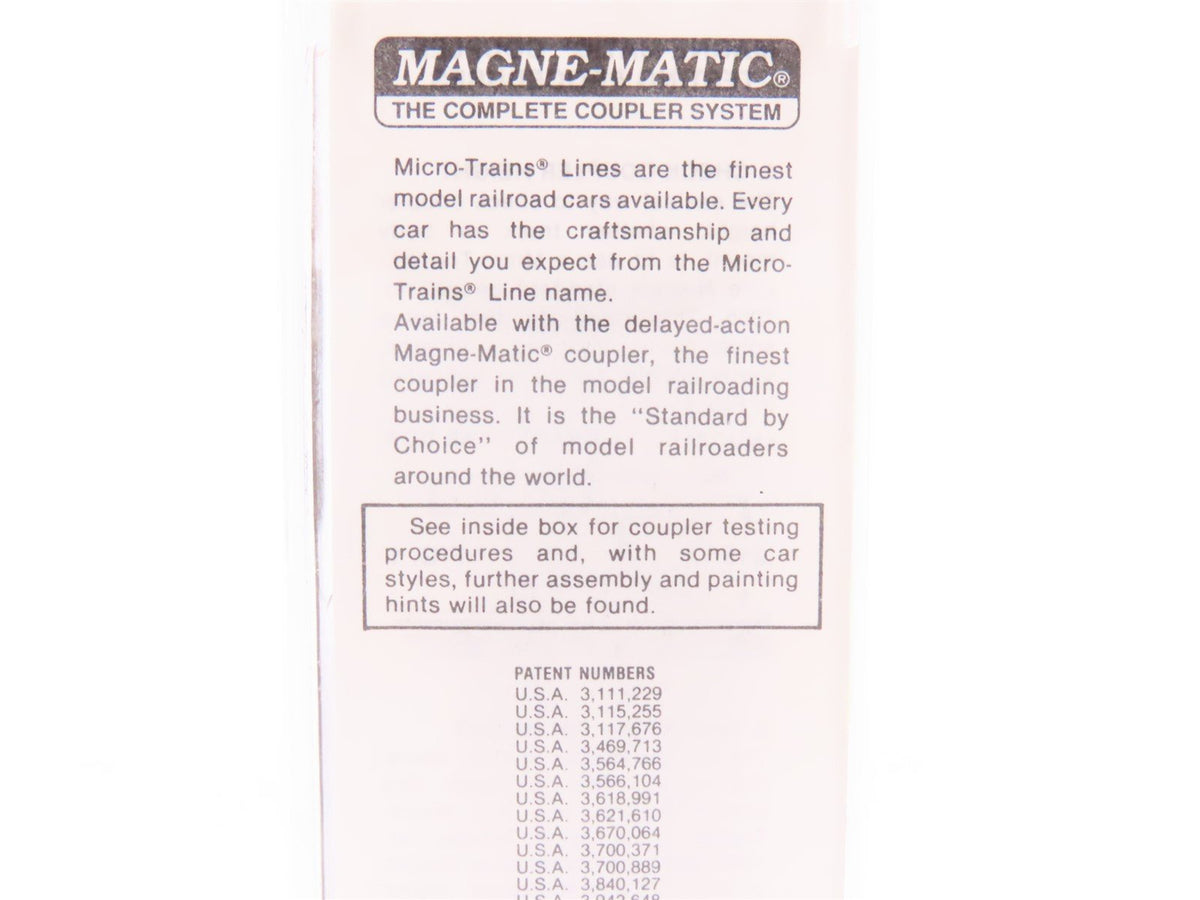 MAGNE-MATIC®
THE COMPLETE COUPLER SYSTEM
Micro-Trains® Lines are the finest
model railroad cars available. Every
car has the craftsmanship and
detail you expect from the Micro-
Trains® Line name.
Available with the delayed-action
Magne-Matic® coupler, the finest
coupler in the model railroading
business. It is the “Standard by
Choice” of model railroaders
around the world.
See inside box for coupler testing
procedures and, with some car
styles, further assembly and painting
hints will also be found.
PATENT NUMBERS
U.S.A. 3,111,229
U.S.A. 3,115,255
U.S.A. 3,117,676
U.S.A. 3,469,713
U.S.A. 3,564,766
U.S.A. 3,566,104
U.S.A. 3,618,991
U.S.A. 3,621,610
U.S.A. 3,670,064
U.S.A. 3,700,371
U.S.A. 3,700,889
U.S.A. 3,840,127
U.S.A.